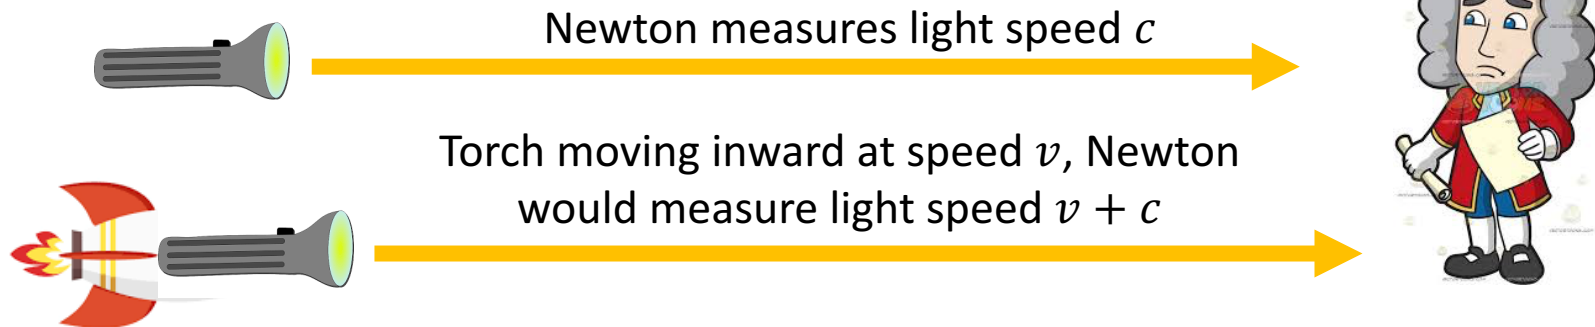 Newton measures light speed 𝑐
Torch moving inward at speed 𝑣, Newton
would measure light speed 𝑣 + 𝑐